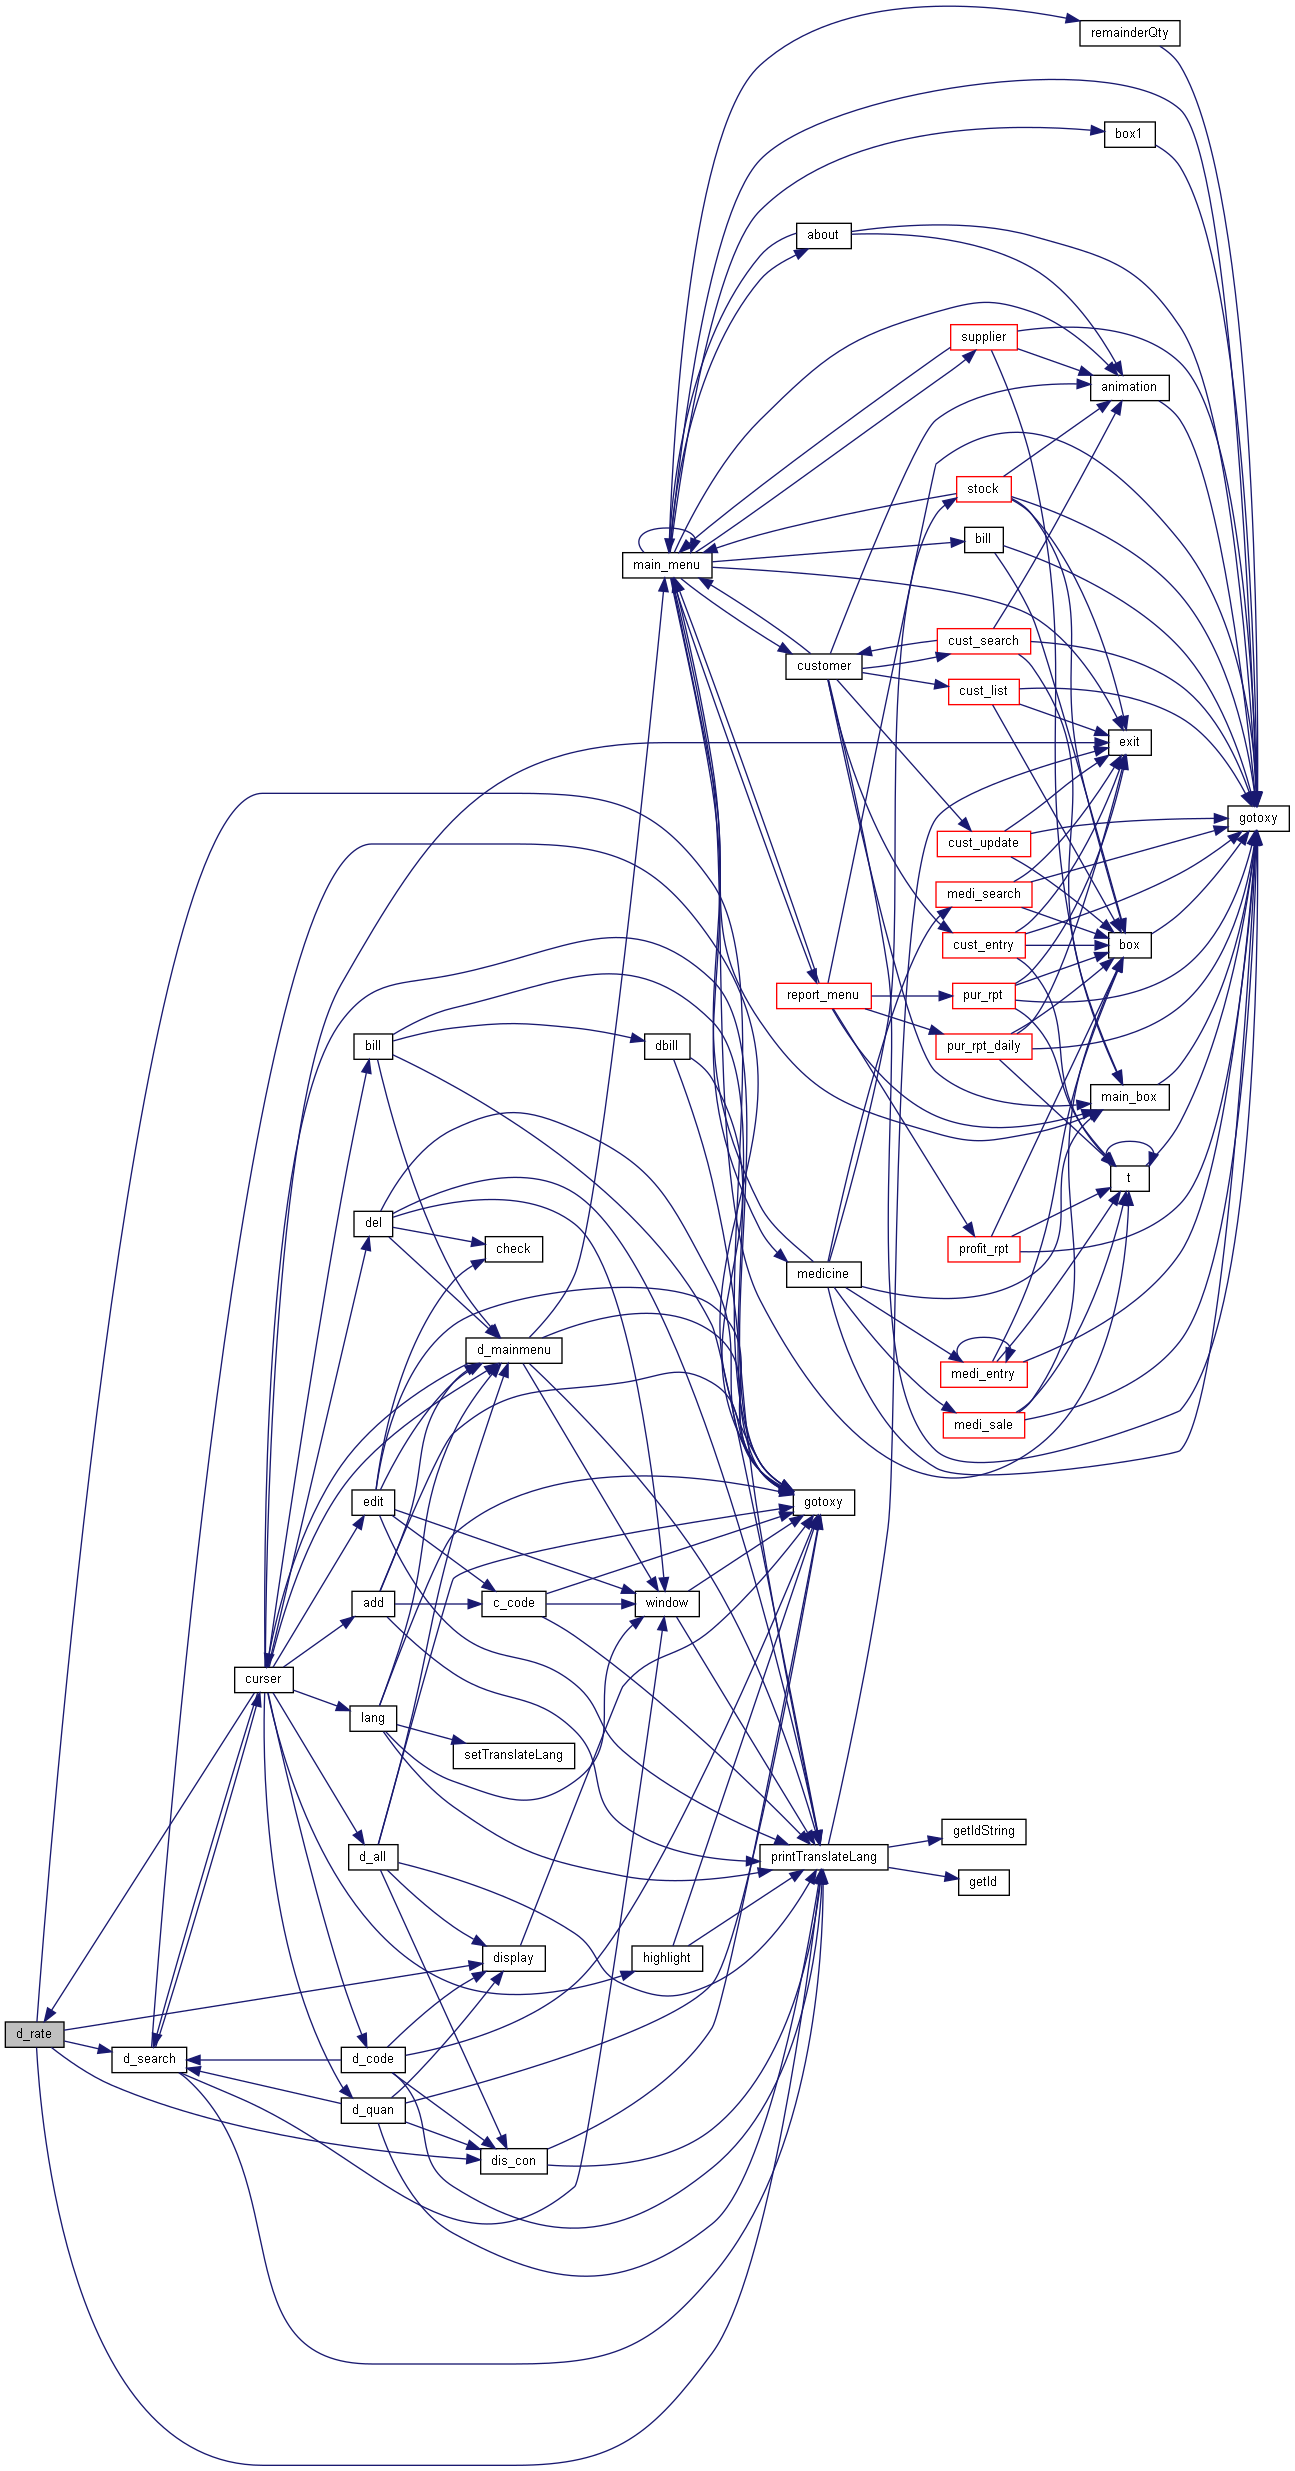 remainderQty
box1
about
supplier
animation
stock
bill
main_menu
cust_search
customer
cust_list
exit
gotoxy
cust_update
medi_search
cust_entry
box
report_menu
pur_rpt
bill
dbill
pur_rpt_daily
main_box
t
del
check
profit_rpt
medicine
d_mainmenu
medi_entry
medi_sale
edit
gotoxy
add
c_code
window
curser
lang
setTranslateLang
getIdString
d_all
printTranslateLang
getId
display
highlight
d_rate
d_search
d_code
d_quan
dis_con